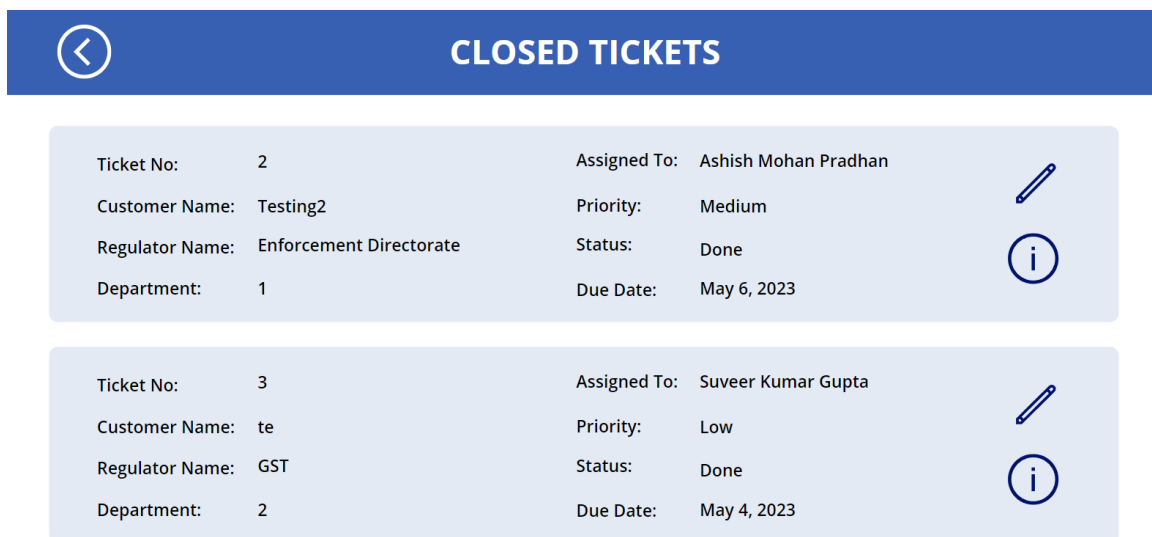 CLOSED TICKETS
Ticket No: 2 Assigned To: Ashish Mohan Pradhan
Customer Name: Testing2 Priority: Medium
Regulator Name: Enforcement Directorate Status: Done
Department: 1 Due Date: May 6, 2023
Ticket No: 3 Assigned To: Suveer Kumar Gupta
Customer Name: te Priority: Low
Regulator Name: GST Status: Done
Department: 2 Due Date: May 4, 2023